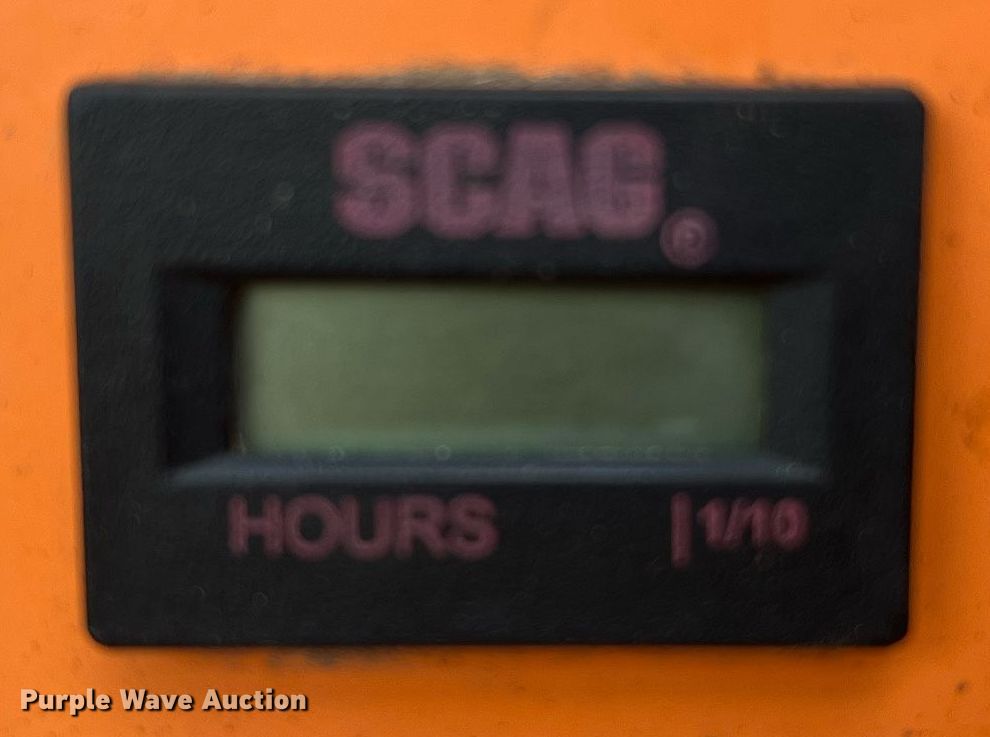 SCAG®
HOURS | 1/10
Purple Wave Auction